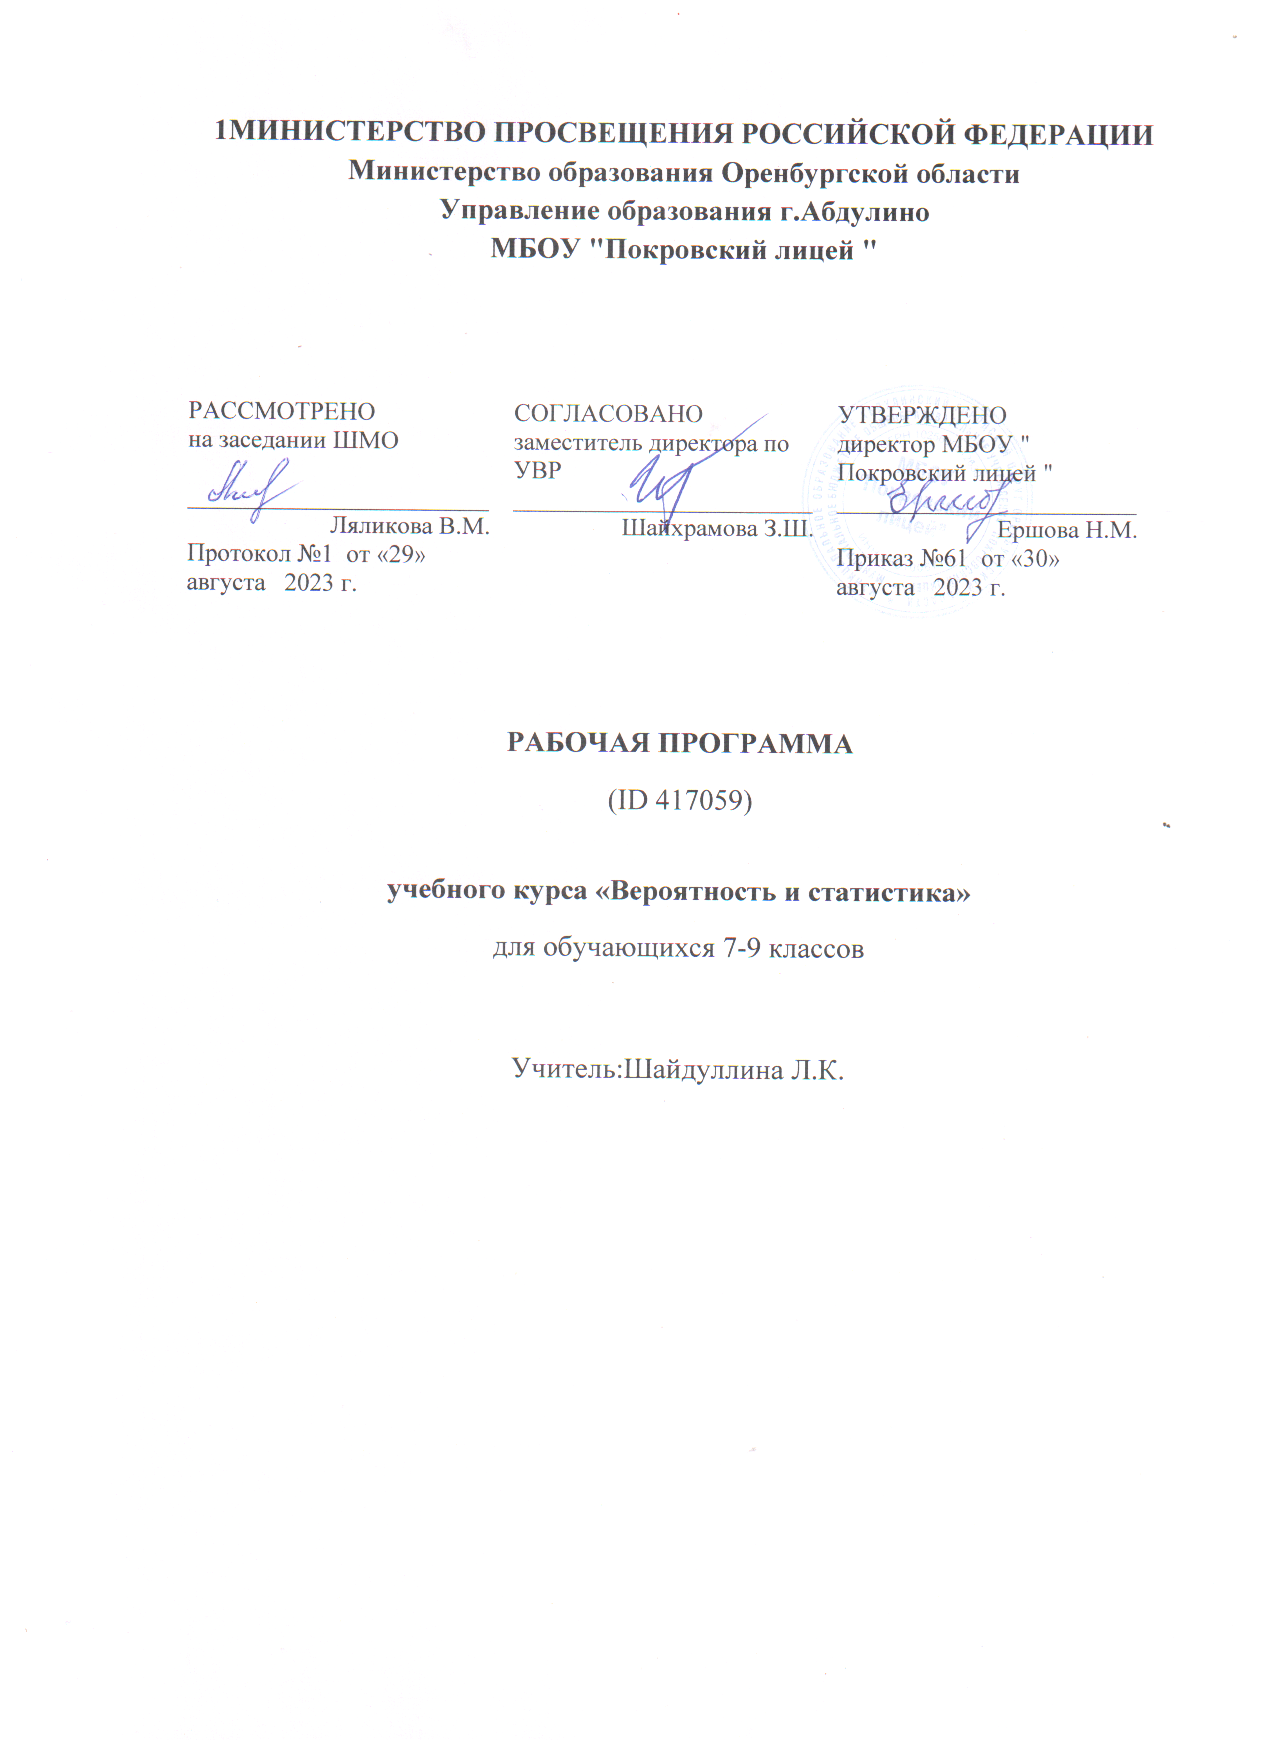 1МИНИСТЕРСТВО ПРОСВЕЩЕНИЯ РОССИЙСКОЙ ФЕДЕРАЦИИ
Министерство образования Оренбургской области
Управление образования г.Абдулино
МБОУ "Покровский лицей "
РАССМОТРЕНО
на заседании ШМО
Ляликова В.М.
Протокол №1 от «29»
августа 2023 г.
СОГЛАСОВАНО
заместитель директора по
УВР
Шайхрамова З.Ш.
УТВЕРЖДЕНО
директор МБОУ "
Покровский лицей "
Ершова Н.М.
Приказ №61 от «30»
августа 2023 г.
РАБОЧАЯ ПРОГРАММА
(ID 417059)
учебного курса «Вероятность и статистика»
для обучающихся 7-9 классов
Учитель:Шайдуллина Л.К.